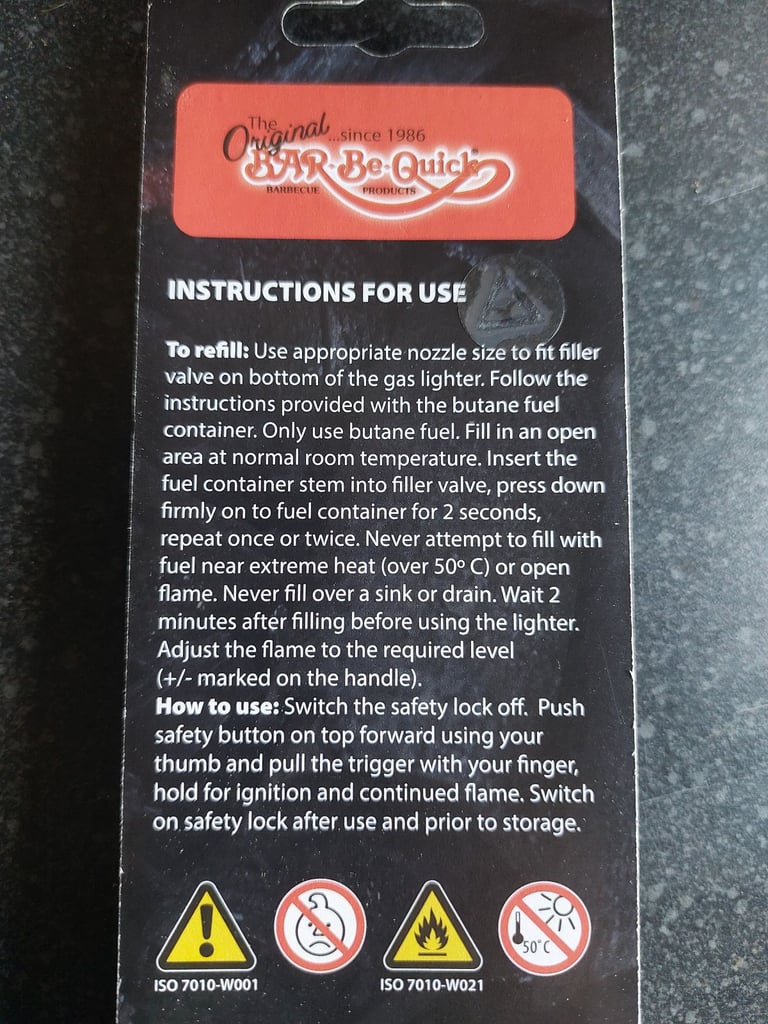 The
Original ...since 1986
BAR-Be-Quick®
BARBECUE PRODUCTS
INSTRUCTIONS FOR USE
To refill: Use appropriate nozzle size to fit filler
valve on bottom of the gas lighter. Follow the
instructions provided with the butane fuel
container. Only use butane fuel. Fill in an open
area at normal room temperature. Insert the
fuel container stem into filler valve, press down
firmly on to fuel container for 2 seconds,
repeat once or twice. Never attempt to fill with
fuel near extreme heat (over 50º C) or open
flame. Never fill over a sink or drain. Wait 2
minutes after filling before using the lighter.
Adjust the flame to the required level
(+/- marked on the handle).
How to use: Switch the safety lock off. Push
safety button on top forward using your
thumb and pull the trigger with your finger,
hold for ignition and continued flame. Switch
on safety lock after use and prior to storage.
50°C
ISO 7010-W001 ISO 7010-W021